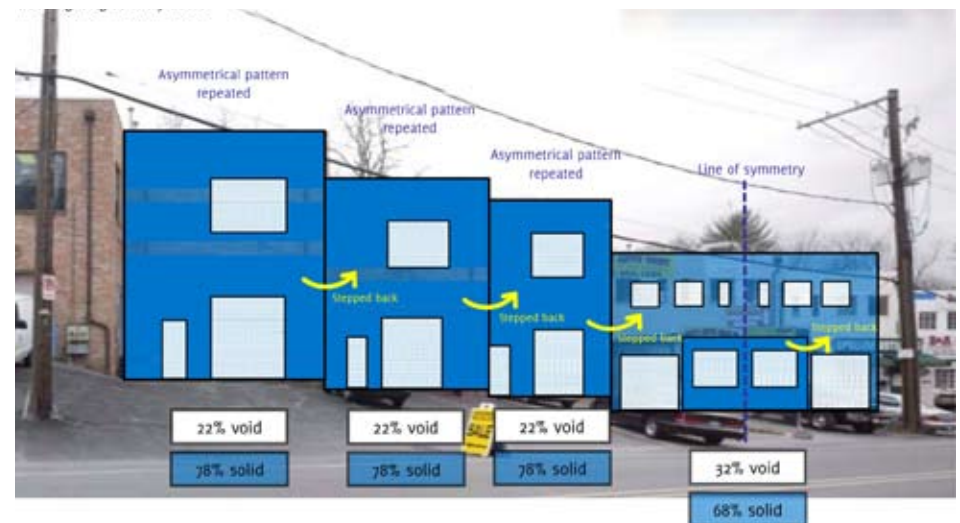 Asymmetrical pattern
repeated
Asymmetrical pattern
repeated
Asymmetrical pattern
repeated
Line of symmetry
Stepped back
Stepped back
Stepped back
Stepped back
SALE
22% void
78% solid
22% void
78% solid
22% void
78% solid
32% void
68% solid